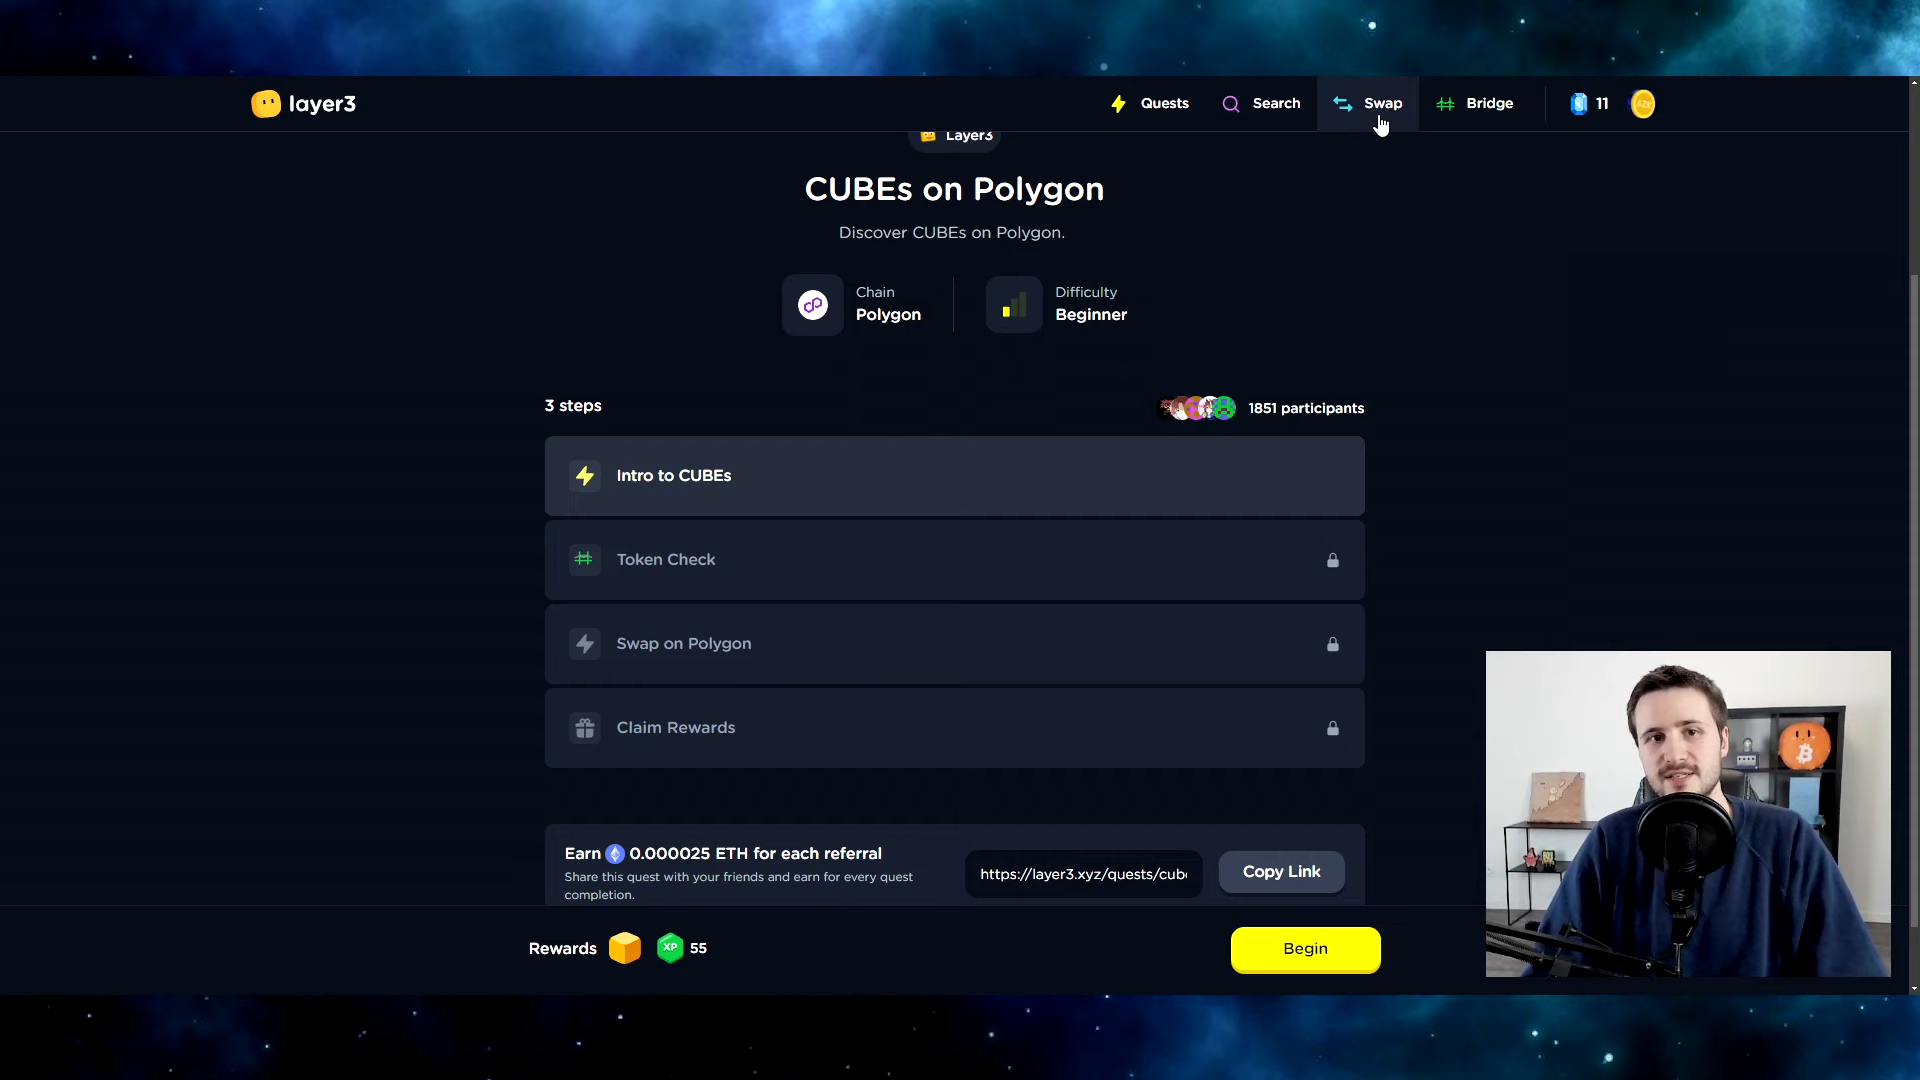 layer3
Quests
Search
Swap
Bridge
11
Layer3
CUBEs on Polygon
Discover CUBEs on Polygon.
Chain
Polygon
Difficulty
Beginner
3 steps
1851 participants
Intro to CUBEs
Token Check
Swap on Polygon
Claim Rewards
Earn 0.000025 ETH for each referral
Share this quest with your friends and earn for every quest
completion.
https://layer3.xyz/quests/cub
Copy Link
Rewards
XP
55
Begin